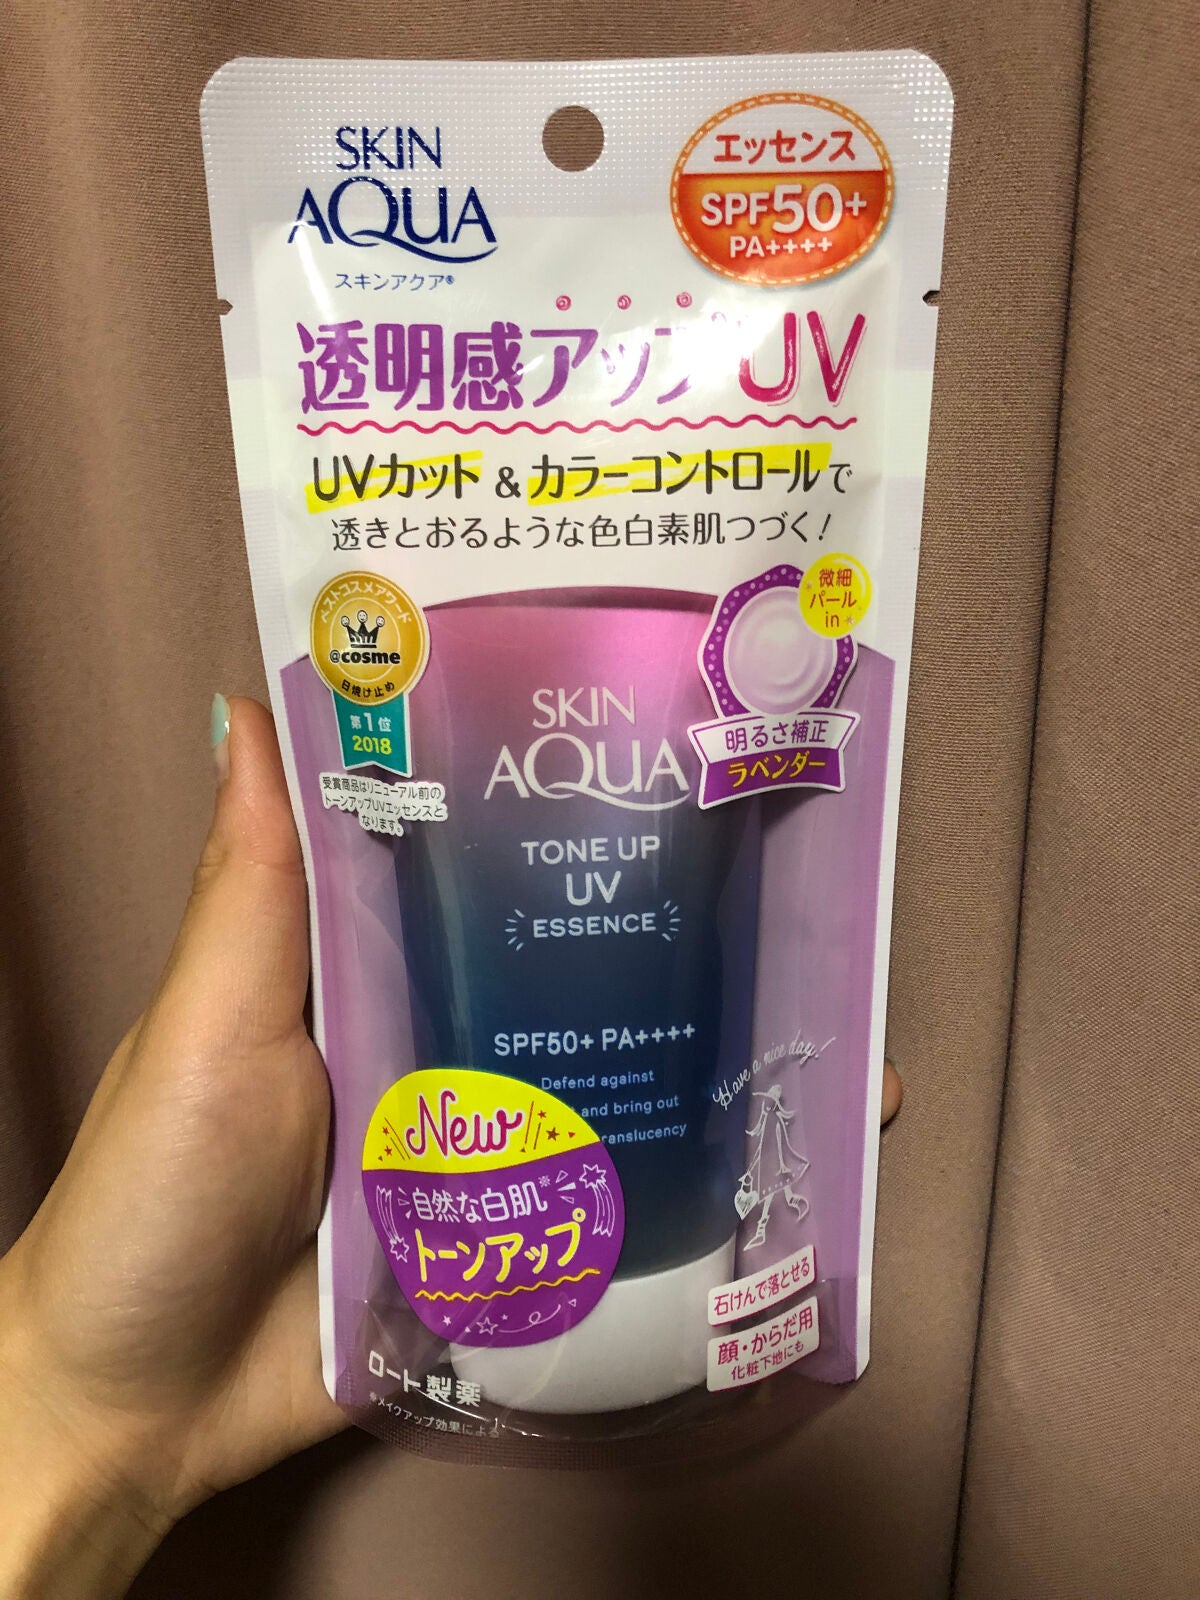 SKIN
AQUA
スキンアクア®
エッセンス
SPF50+
PA++++
透明感アップUV
UVカット&カラーコントロールで
透きとおるような色白素肌つづく!
ベストコスメアワード
@cosme
日焼け止め
第1位
2018
受賞商品はリニューアル前の
トーンアップUVエッセンスと
なります。
微細
パール
in
明るさ補正
ラベンダー
SKIN
AQUA
TONE UP
UV
ESSENCE
SPF50+ PA++++
Defend against
and bring out
ranslucency
Have a nice day!
New
自然な白肌※
トーンアップ
石けんで落とせる
顔・からだ用
化粧下地にも
ロート製薬
※メイクアップ効果による